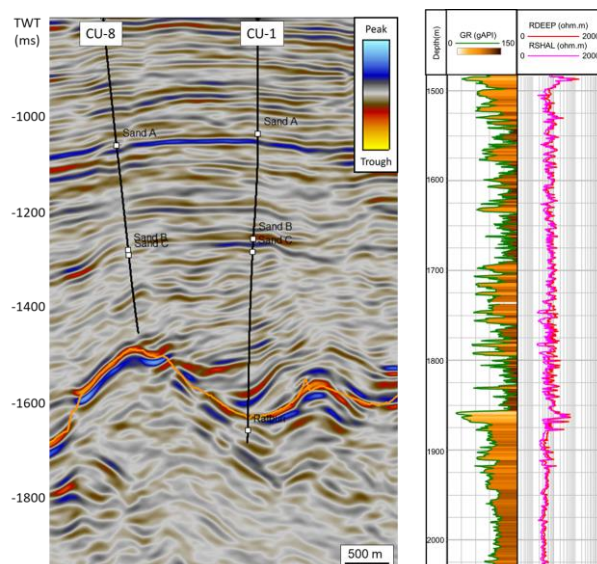 TWT
(ms)
CU-8
CU-1
Peak
Trough
-1000
-1200
-1400
-1600
-1800
Sand A
Sand A
Sand B
Sand C
Sand B
Sand C
500 m
Depth(m)
GR (gAPI)
0 150
RDEEP (ohm.m)
0 2000
RSHAL (ohm.m)
0 2000
1500
1600
1700
1800
1900
2000